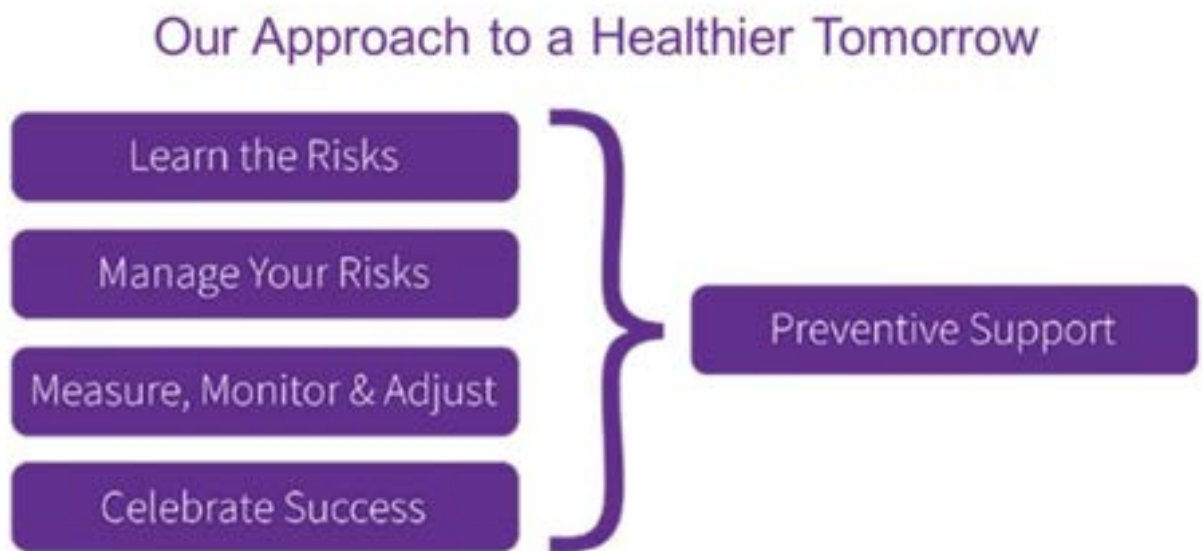 Our Approach to a Healthier Tomorrow
Learn the Risks
Manage Your Risks
Measure, Monitor & Adjust
Celebrate Success
Preventive Support